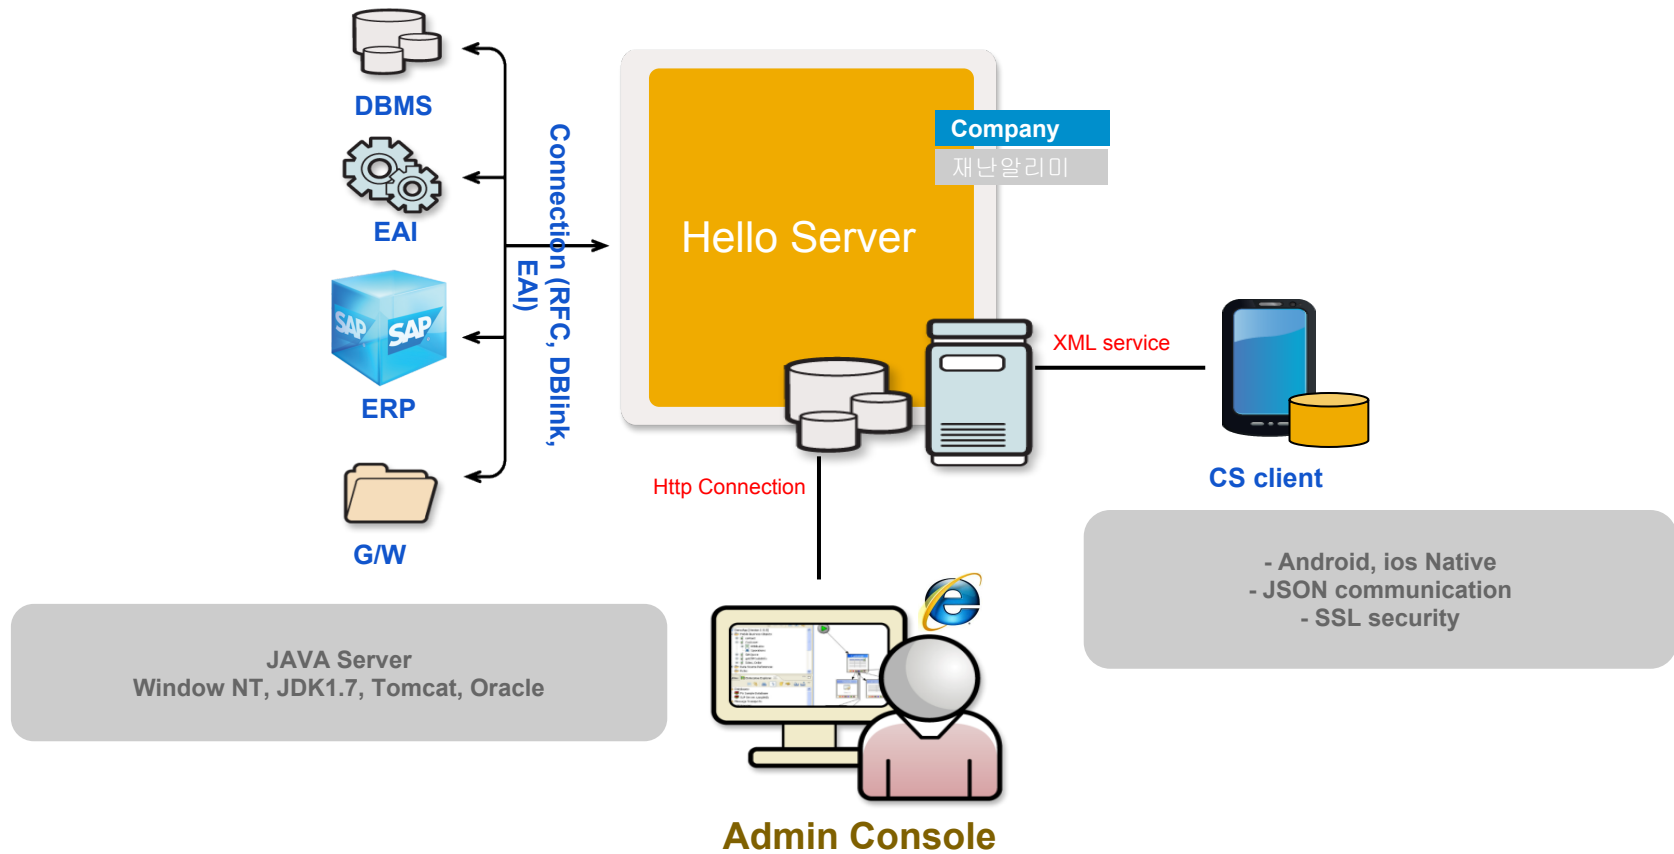 DBMS
EAI
SAP
SAP
ERP
G/W
Connection (RFC, DBlink,
EAI)
Hello Server
Company
재난알리미
XML service
Http Connection
CS client
- Android, ios Native
- JSON communication
- SSL security
JAVA Server
Window NT, JDK1.7, Tomcat, Oracle
Admin Console